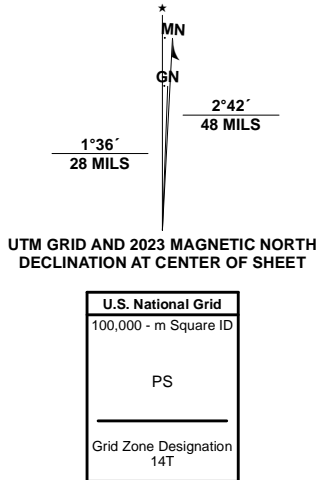 MN
GN
2°42´
48 MILS
1°36´
28 MILS
UTM GRID AND 2023 MAGNETIC NORTH
DECLINATION AT CENTER OF SHEET
U.S. National Grid
100,000 - m Square ID
PS
Grid Zone Designation
14T